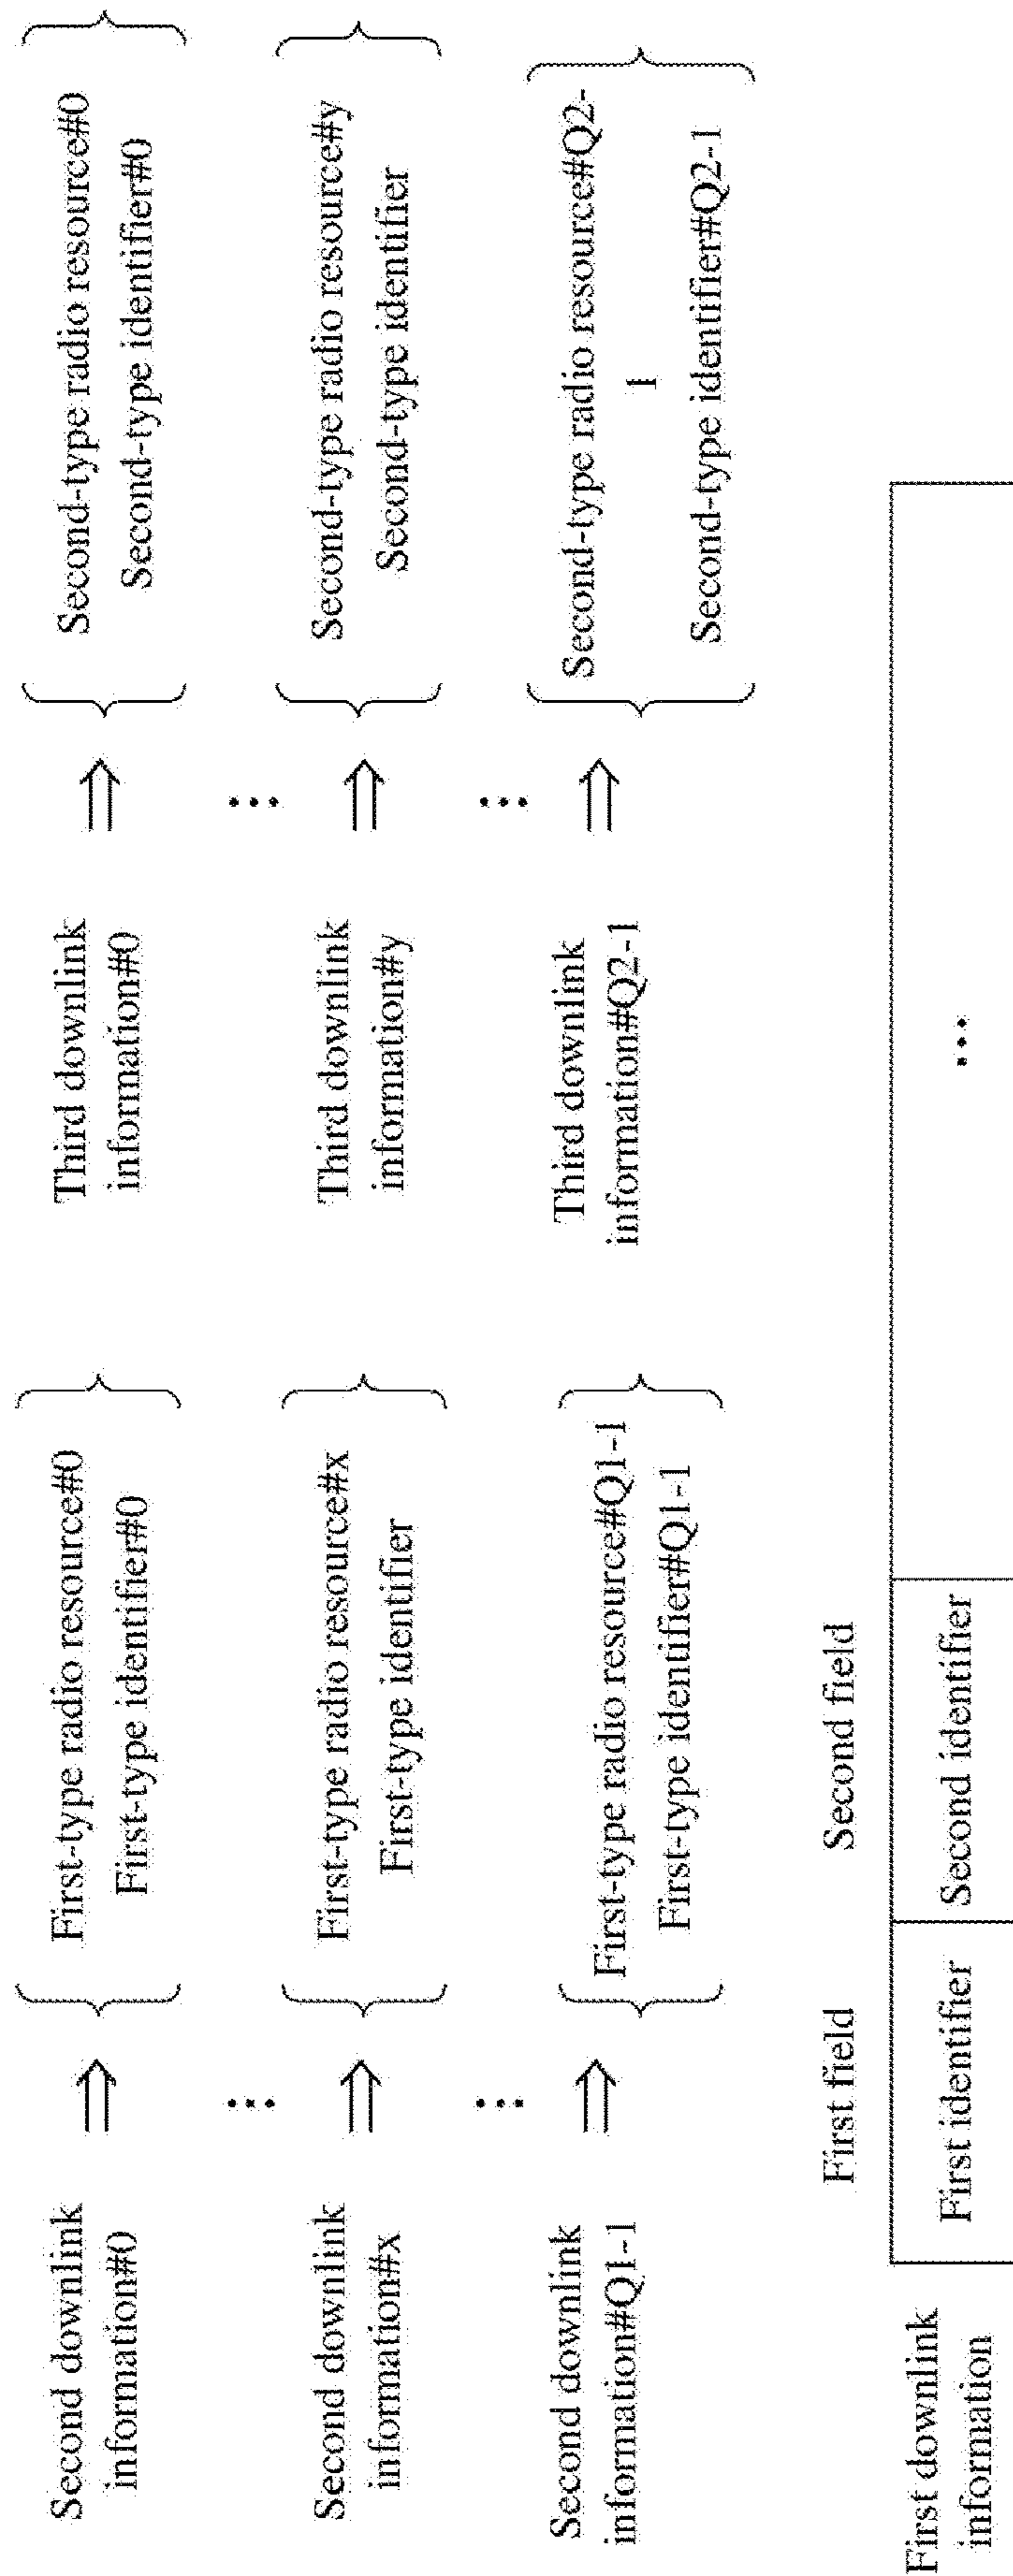 Second downlink
information#0
⇒
First-type radio resource#0
First-type identifier#0
Third downlink
information#0
⇒
Second-type radio resource#0
Second-type identifier#0
...
...
Second downlink
information#x
⇒
First-type radio resource#x
First-type identifier
Third downlink
information#y
⇒
Second-type radio resource#y
Second-type identifier
...
...
Second downlink
information#Q1-1
⇒
First-type radio resource#Q1-1
First-type identifier#Q1-1
Third downlink
information#Q2-1
⇒
Second-type radio resource#Q2-
1
Second-type identifier#Q2-1
First field
Second field
First downlink
information
First identifier
Second identifier
...